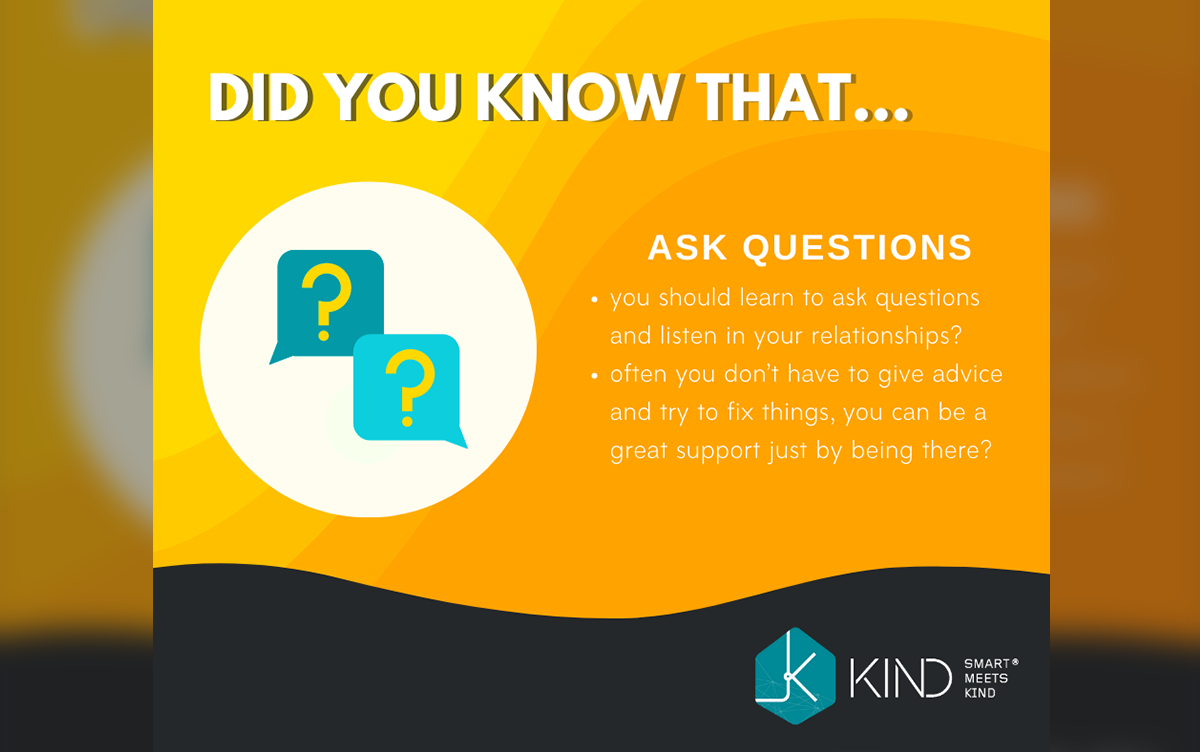 DID YOU KNOW THAT...
?
?
ASK QUESTIONS
• you should learn to ask questions
and listen in your relationships?
• often you don't have to give advice
and try to fix things, you can be a
great support just by being there?
K KIND
SMART®
MEETS
KIND